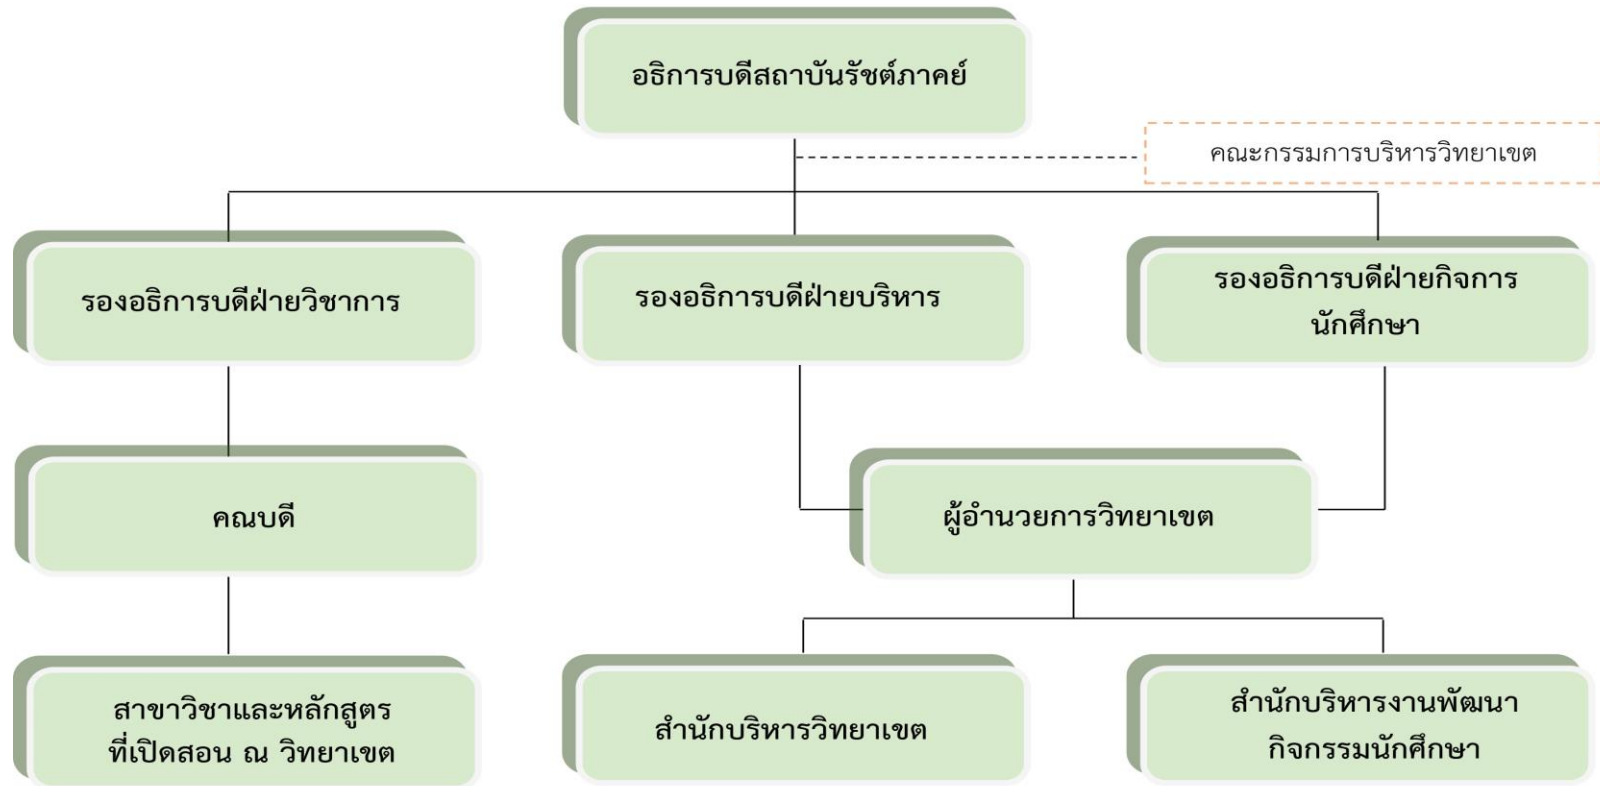 อธิการบดีสถาบันรัชต์ภาคย์
คณะกรรมการบริหารวิทยาเขต
รองอธิการบดีฝ่ายวิชาการ
รองอธิการบดีฝ่ายบริหาร
รองอธิการบดีฝ่ายกิจการ
นักศึกษา
คณบดี
ผู้อำนวยการวิทยาเขต
สาขาวิชาและหลักสูตร
ที่เปิดสอน ณ วิทยาเขต
สำนักบริหารวิทยาเขต
สำนักบริหารงานพัฒนา
กิจกรรมนักศึกษา